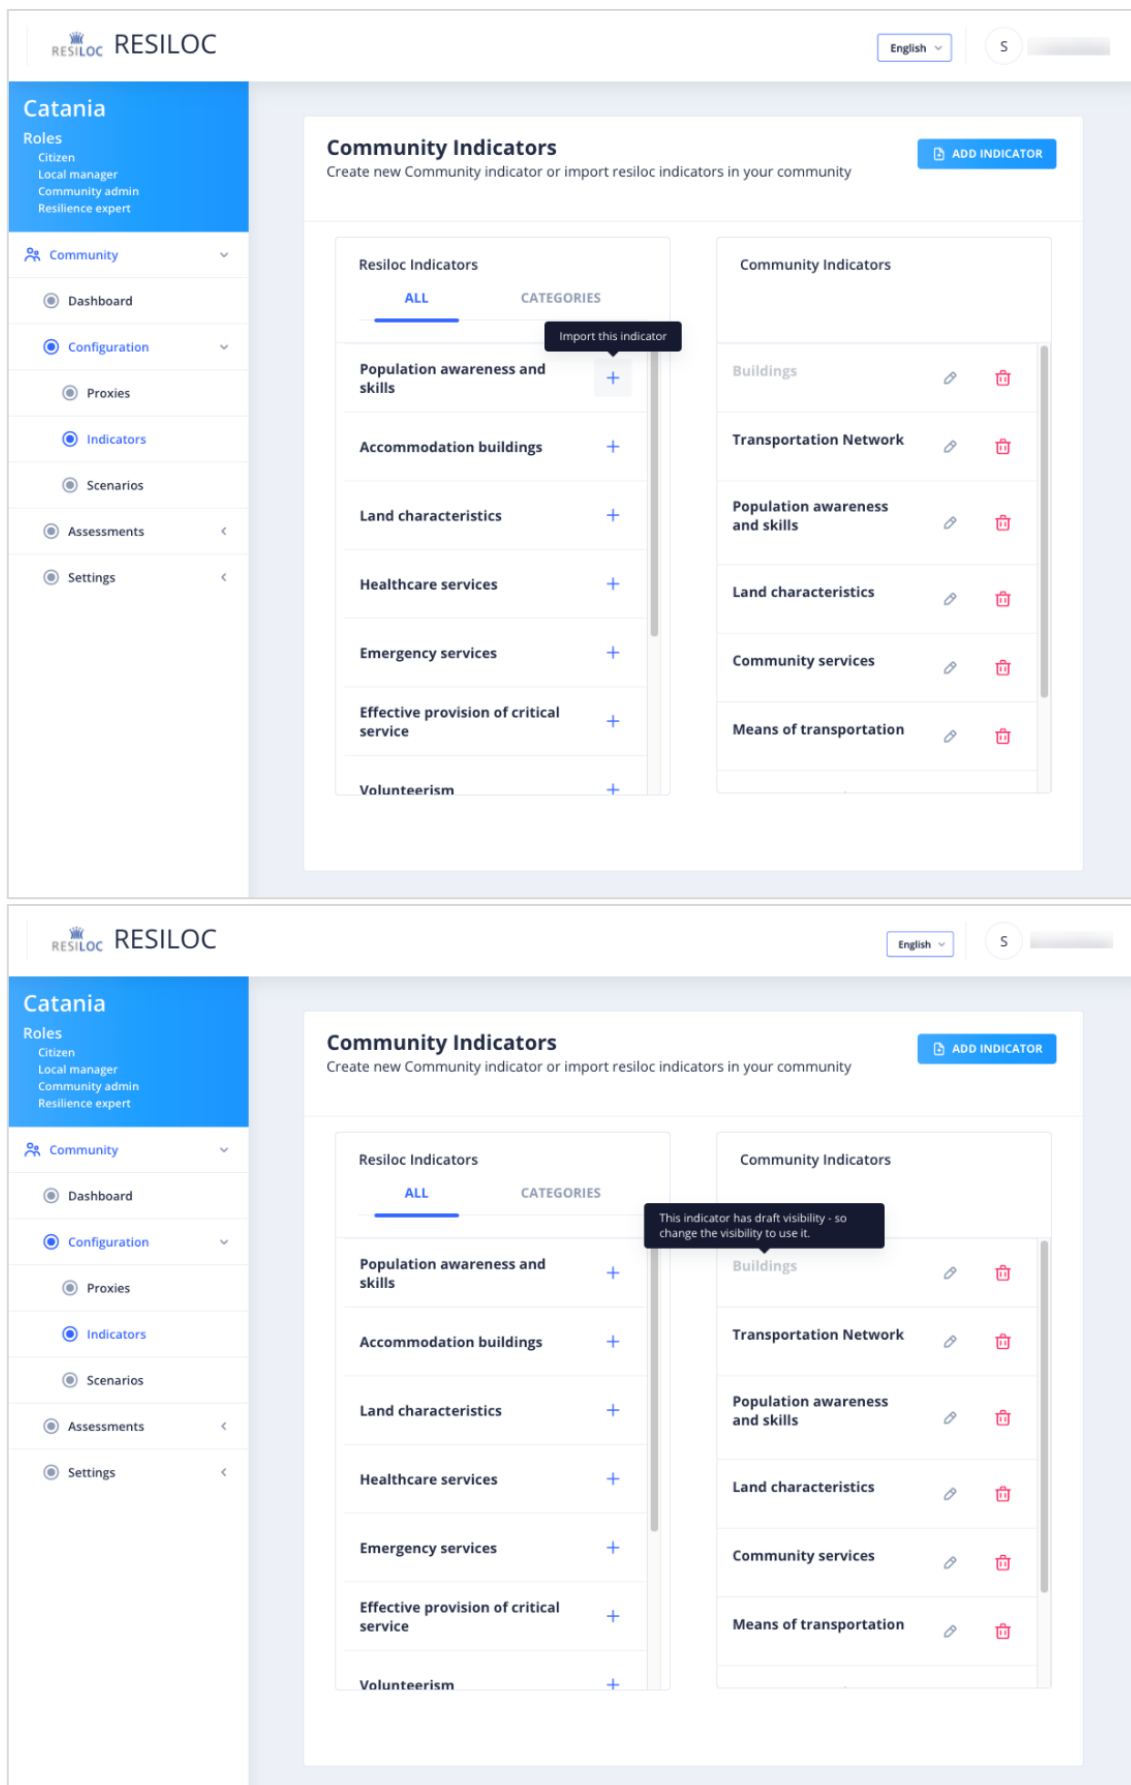 RESILOC RESILOC
English
S
Catania
Roles
Citizen
Local manager
Community admin
Resilience expert
Community
Dashboard
Configuration
Proxies
Indicators
Scenarios
Assessments
Settings
Community Indicators
Create new Community indicator or import resiloc indicators in your community
ADD INDICATOR
Resiloc Indicators
ALL CATEGORIES
Import this indicator
Population awareness and
skills
Accommodation buildings
Land characteristics
Healthcare services
Emergency services
Effective provision of critical
service
Volunteerism
Community Indicators
Buildings
Transportation Network
Population awareness
and skills
Land characteristics
Community services
Means of transportation
RESILOC RESILOC
English
S
Catania
Roles
Citizen
Local manager
Community admin
Resilience expert
Community
Dashboard
Configuration
Proxies
Indicators
Scenarios
Assessments
Settings
Community Indicators
Create new Community indicator or import resiloc indicators in your community
ADD INDICATOR
Resiloc Indicators
ALL CATEGORIES
Population awareness and
skills
Accommodation buildings
Land characteristics
Healthcare services
Emergency services
Effective provision of critical
service
Volunteerism
Community Indicators
This indicator has draft visibility - so
change the visibility to use it.
Buildings
Transportation Network
Population awareness
and skills
Land characteristics
Community services
Means of transportation